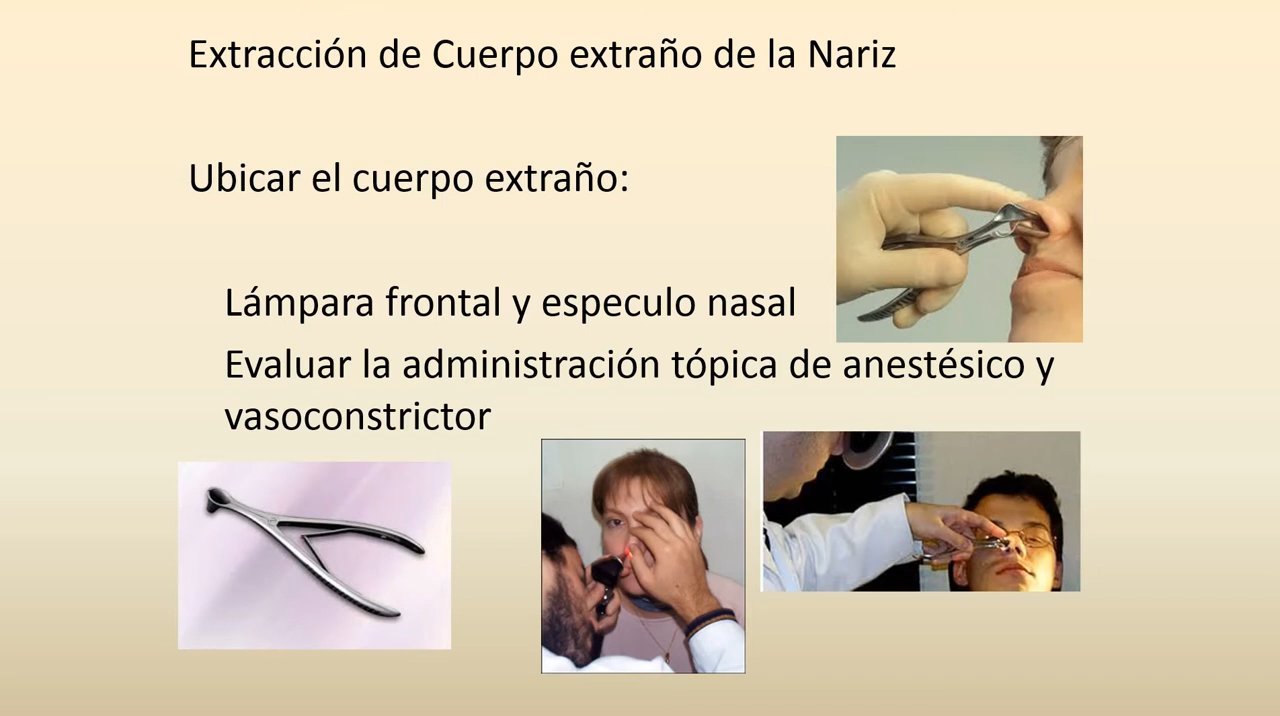 Extracción de Cuerpo extraño de la Nariz
Ubicar el cuerpo extraño:
Lámpara frontal y especulo nasal
Evaluar la administración tópica de anestésico y
vasoconstrictor